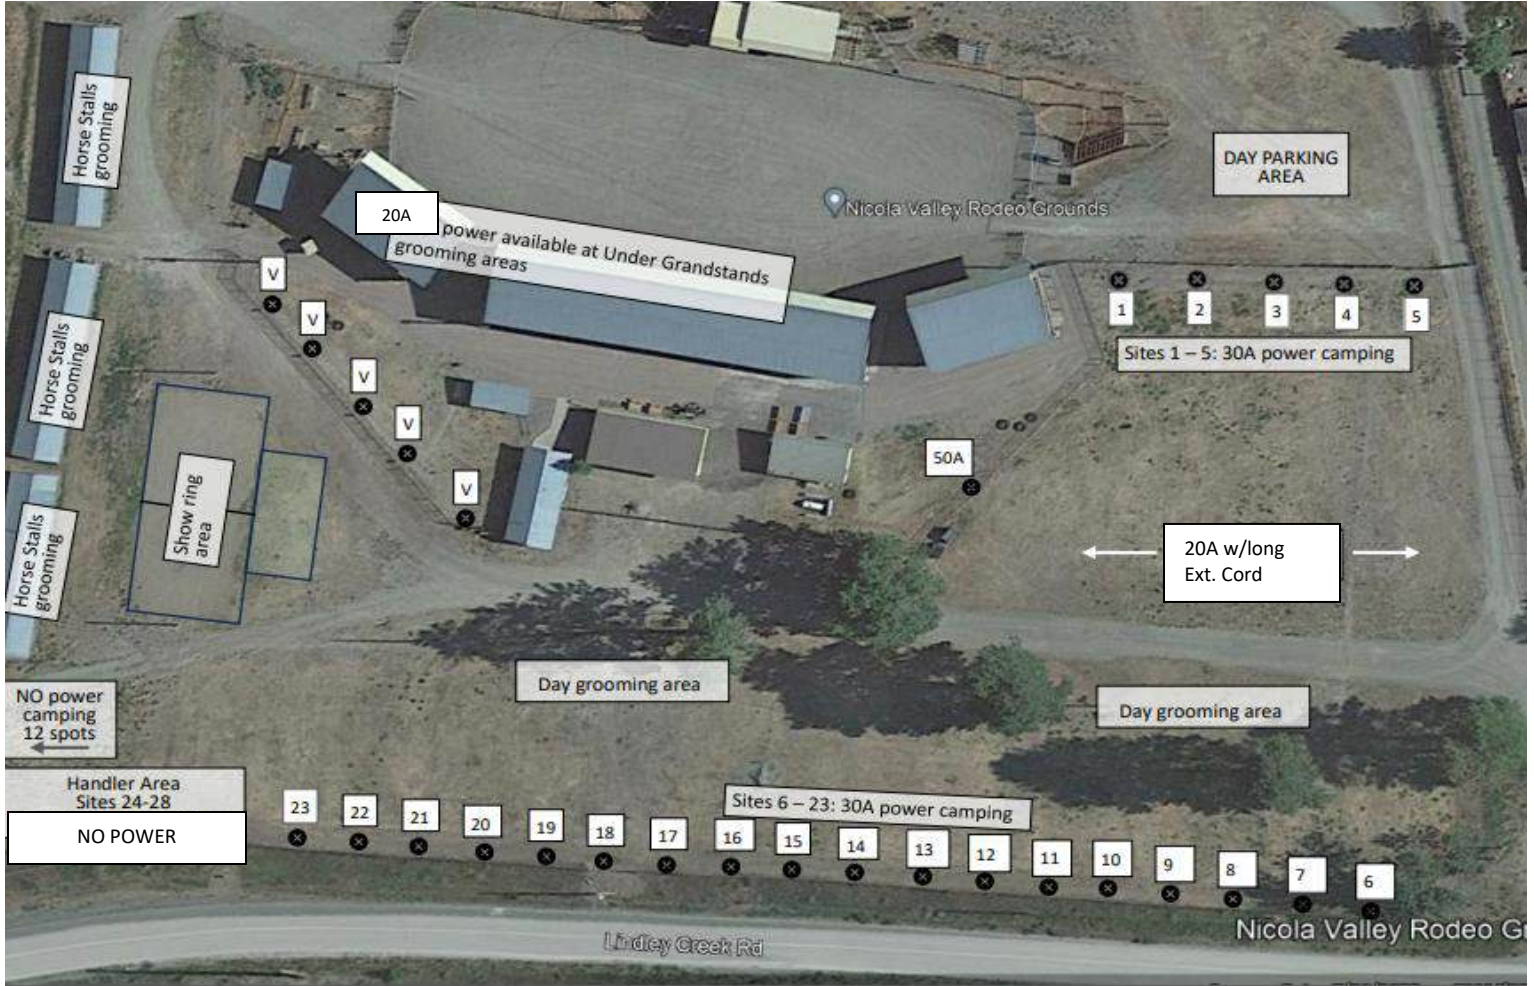 Horse Stalls
grooming
DAY PARKING
AREA
20A
Nicola Valley Rodeo Grounds
power available at Under Grandstands
grooming areas
V
V
V
V
V
1
2
3
4
5
Sites 1 – 5: 30A power camping
Horse Stalls
grooming
50A
Show ring
area
Horse Stalls
grooming
20A w/long
Ext. Cord
Day grooming area
Day grooming area
NO power
camping
12 spots
Handler Area
Sites 24-28
NO POWER
Sites 6 – 23: 30A power camping
23
22
21
20
19
18
17
16
15
14
13
12
11
10
9
8
7
6
Nicola Valley Rodeo Gr
Lindley Creek Rd